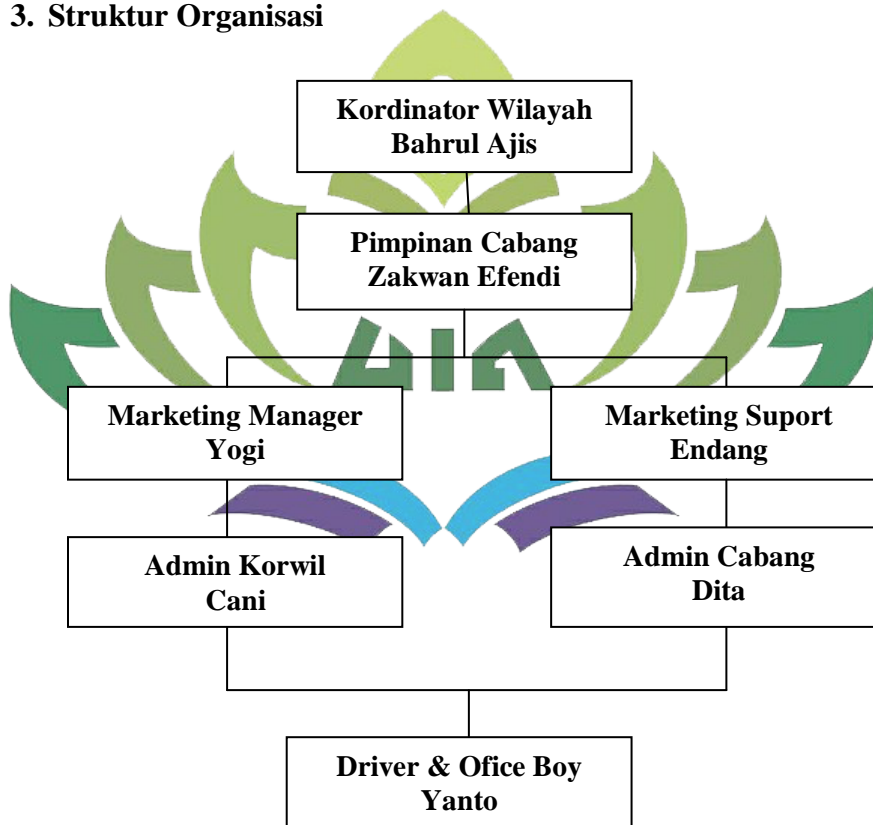 3. Struktur Organisasi
Kordinator Wilayah
Bahrul Ajis
Pimpinan Cabang
Zakwan Efendi
Marketing Manager
Yogi
Marketing Suport
Endang
Admin Korwil
Cani
Admin Cabang
Dita
Driver & Ofice Boy
Yanto